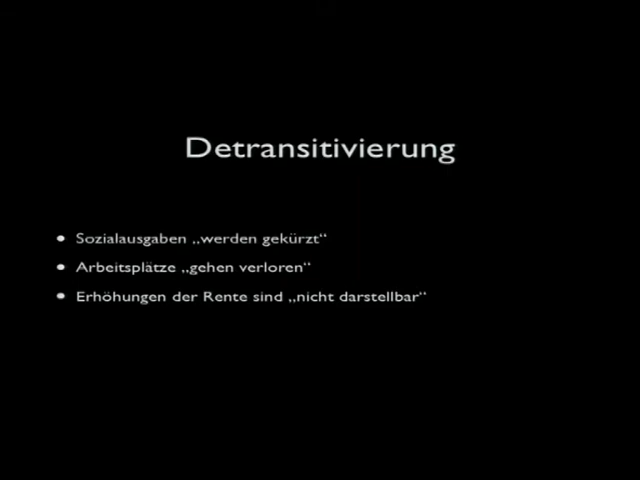 Detransitivierung
• Sozialausgaben „werden gekürzt“
• Arbeitsplätze „gehen verloren“
• Erhöhungen der Rente sind „nicht darstellbar“